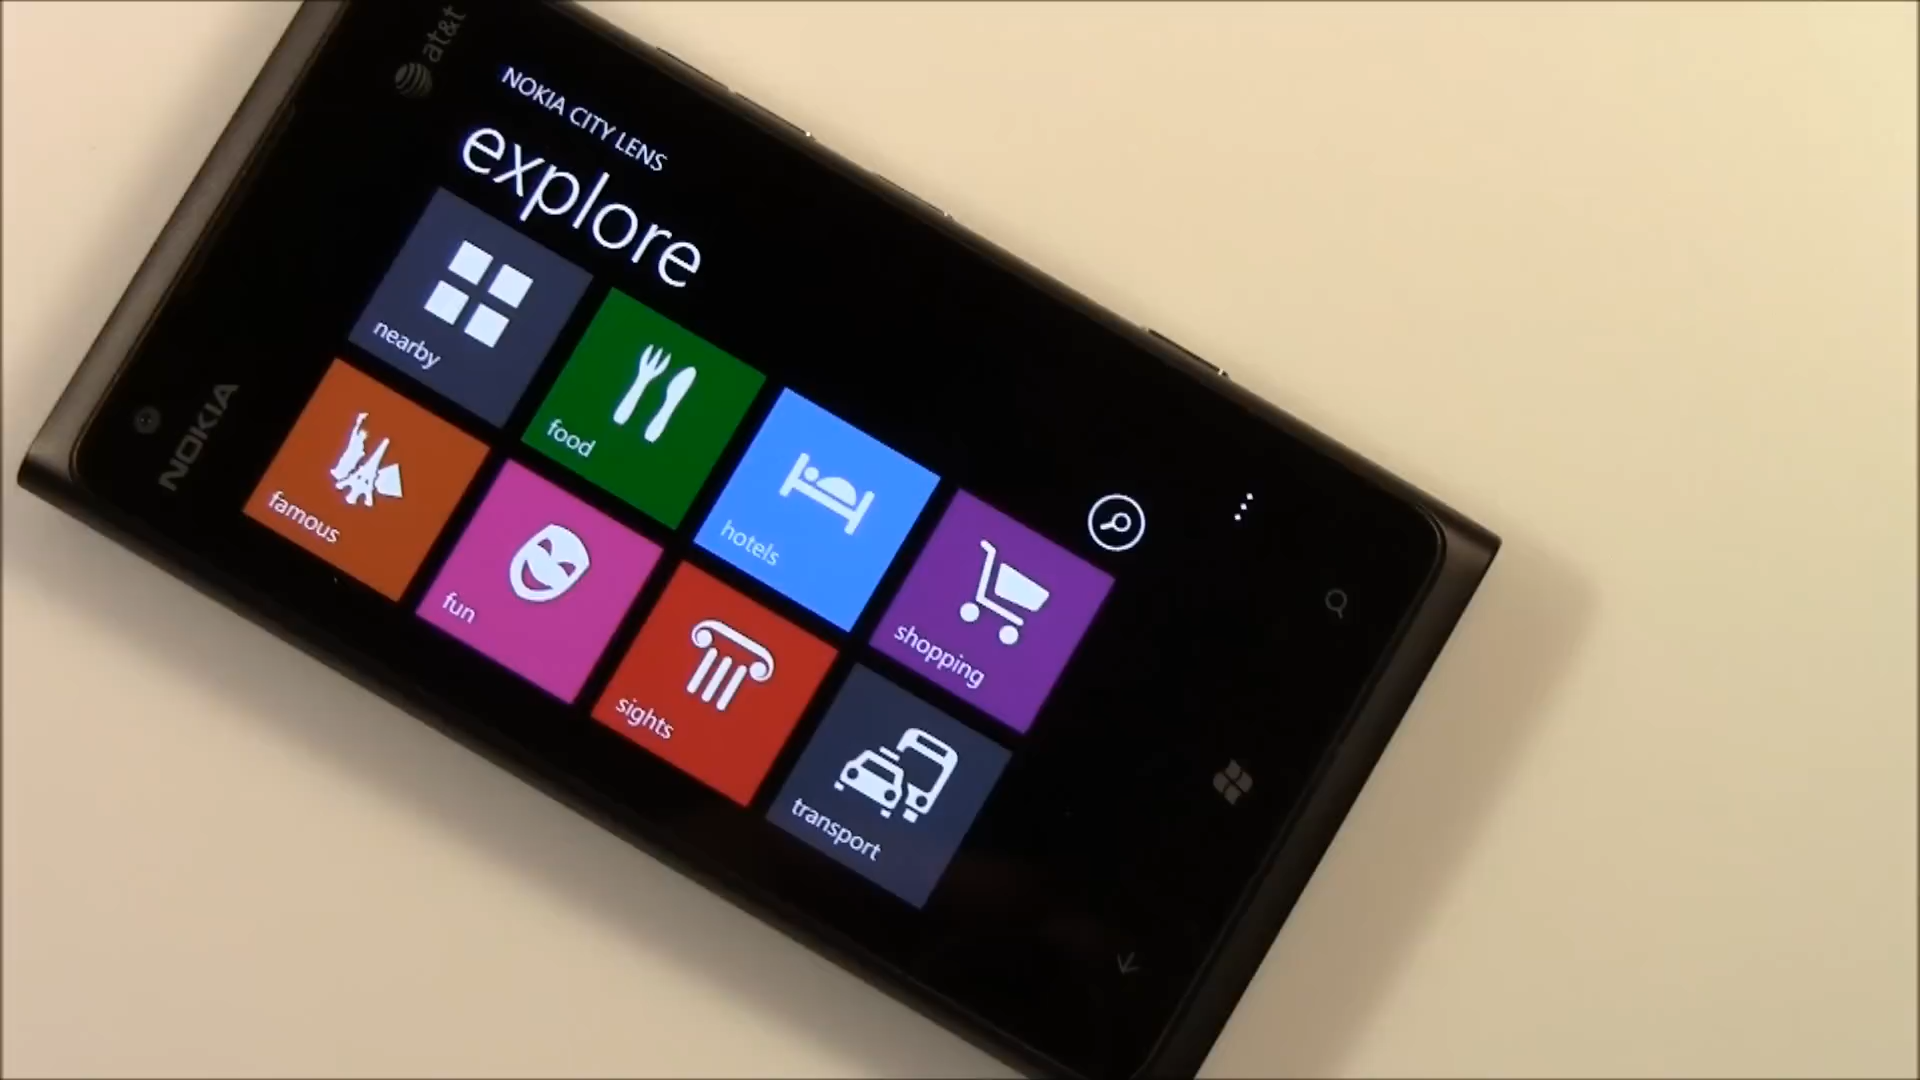 at&t
NOKIA CITY LENS
explore
nearby
food
hotels
shopping
famous
fun
sights
transport
NOKIA